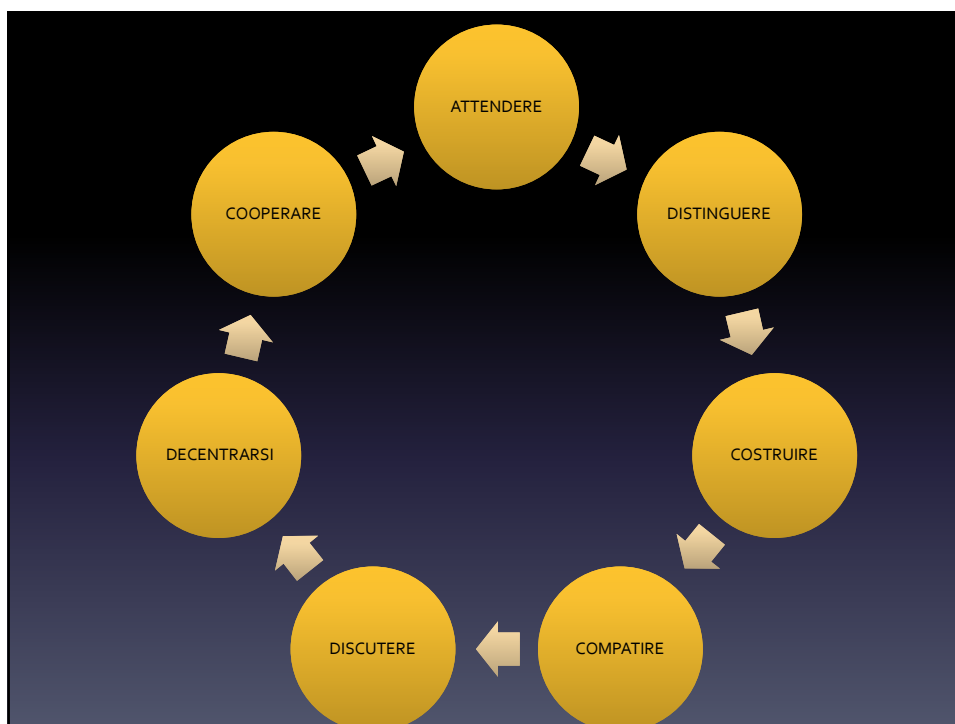 ATTENDERE
DISTINGUERE
COSTRUIRE
COMPATIRE
DISCUTERE
DECENTRARSI
COOPERARE